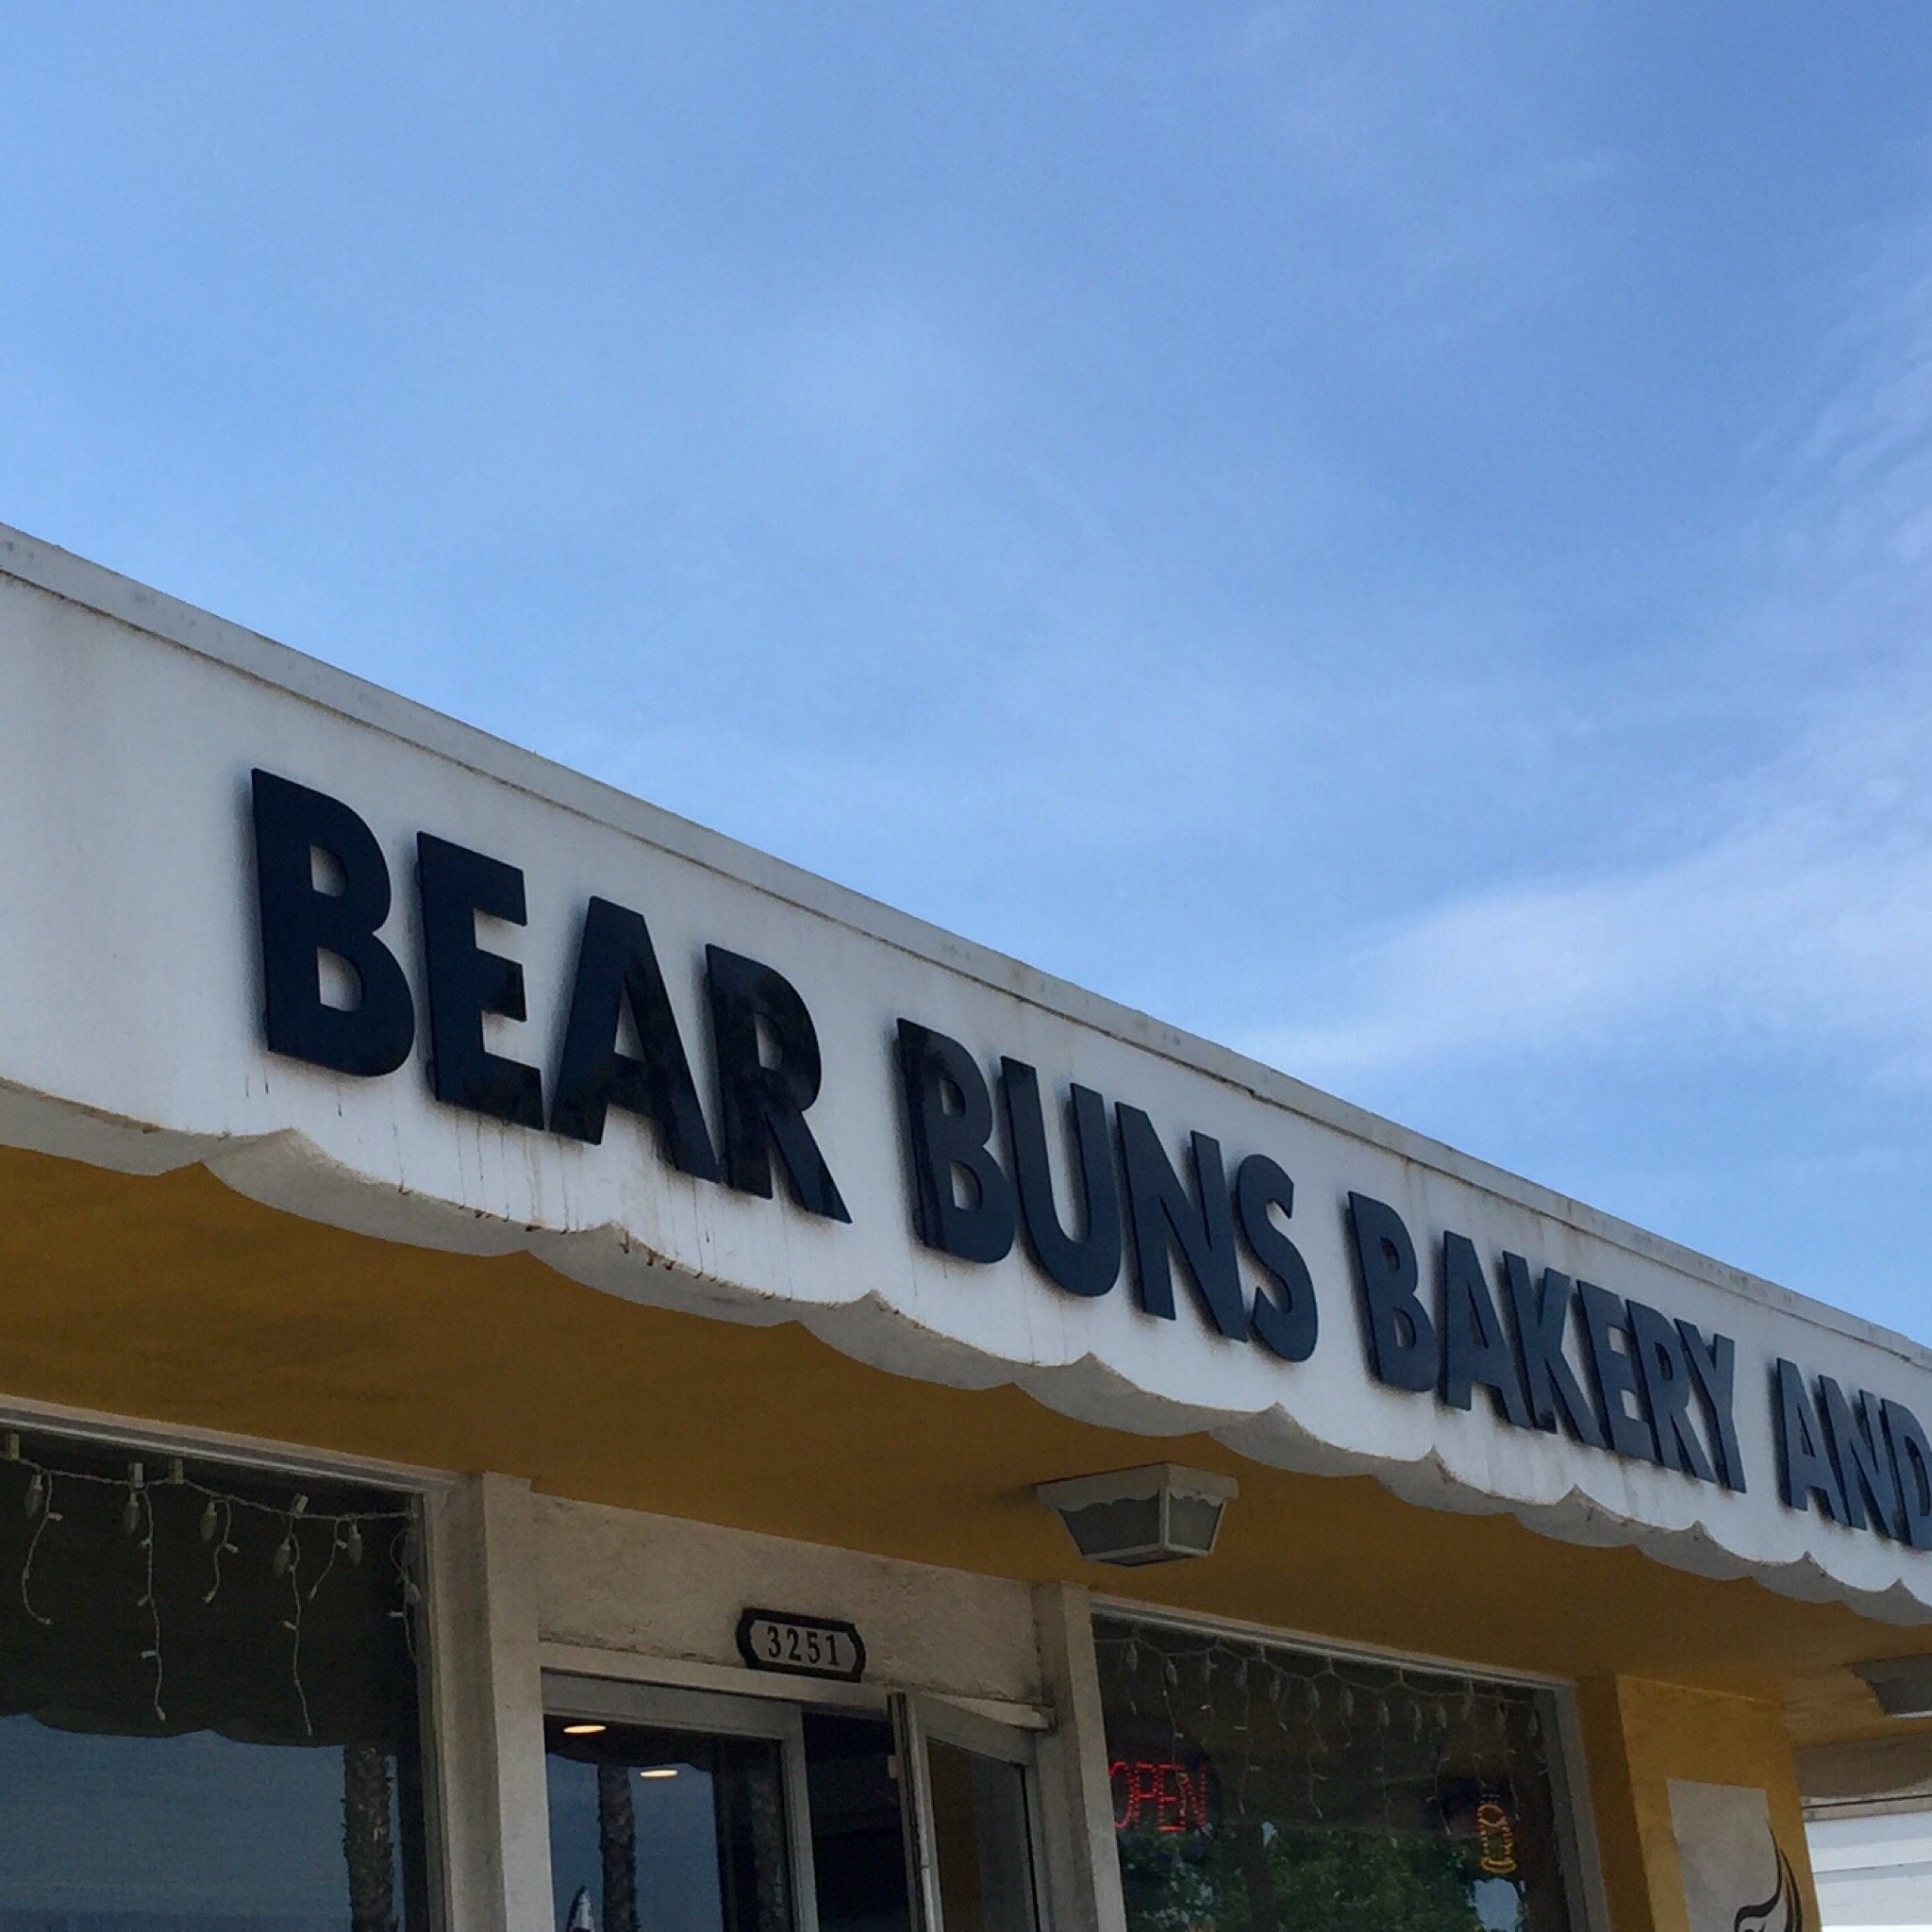 BEAR BUNS BAKERY AND
3251
OPEN